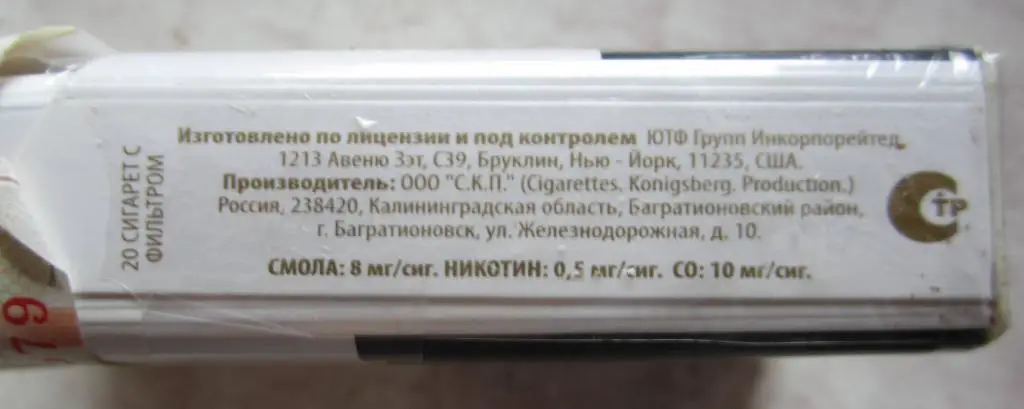 Изготовлено по лицензии и под контролем ЮТФ Групп Инкорпорейтед,
1213 Авеню Зэт, С39, Бруклин, Нью - Йорк, 11235, США.
Производитель: ООО "С.К.П." (Cigarettes. Konigsberg. Production.)
Россия, 238420, Калининградская область, Багратионовский район,
г. Багратионовск, ул. Железнодорожная, д. 10.
СМОЛА: 8 мг/сиг. НИКОТИН: 0,5 мг/сиг. СО: 10 мг/сиг.
20 СИГАРЕТ С
ФИЛЬТРОМ
стр
679